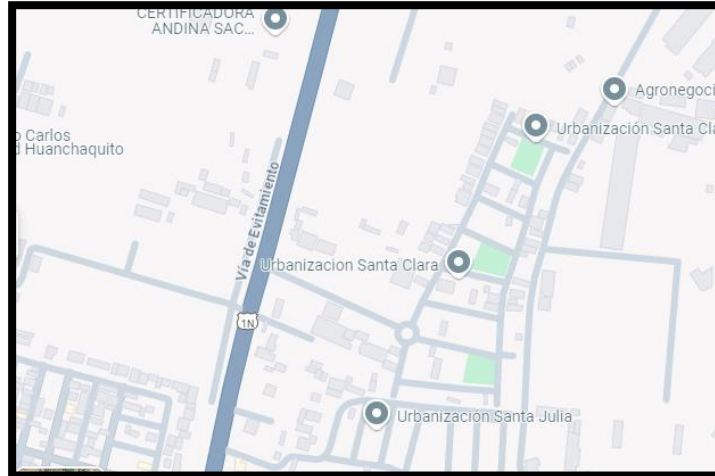 CERTIFICADORA
ANDINA SAC...
Agronegoci
Urbanización Santa Cla
Carlos
Huanchaquito
Vía de Evitamiento
Urbanizacion Santa Clara
1N
Urbanización Santa Julia